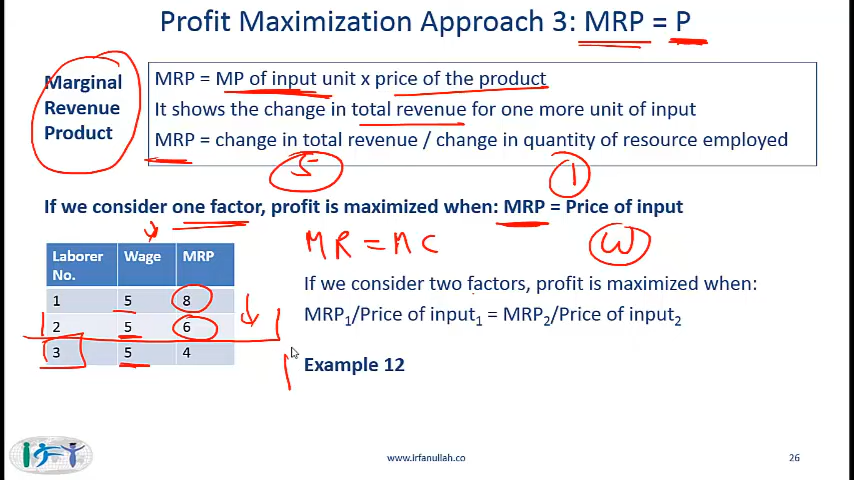 Profit Maximization Approach 3: MRP = P
Marginal
Revenue
Product
MRP = MP of input unit x price of the product
It shows the change in total revenue for one more unit of input
MRP = change in total revenue / change in quantity of resource employed
5
1
If we consider one factor, profit is maximized when: MRP = Price of input
MR = MC
W
Laborer No. Wage MRP
1 5 8
2 5 6
3 5 4
If we consider two factors, profit is maximized when:
MRP1/Price of input1 = MRP2/Price of input2
Example 12
www.irfanullah.co
26